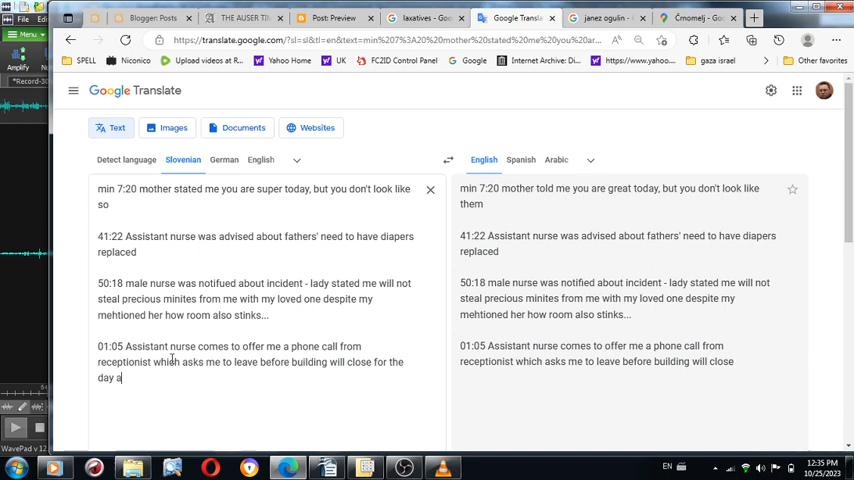 File
Edit
Menu
Amplify
*Record-30
Blogger: Posts
THE AUSER TI
Post: Preview
laxatives - Goo
Google Trans
janez ogulin -
Črnomelj - Goo
https://translate.google.com/?sl=sl&tl=en&text=min%207%3A20%20mother%20stated%20me%20you%20ar...
SPELL
Niconico
Upload videos at R...
Yahoo Home
UK
FC2ID Control Panel
Google
Internet Archive: Di...
https://www.yahoo....
gaza israel
Other favorites
Google Translate
Text
Images
Documents
Websites
Detect language
Slovenian
German
English
English
Spanish
Arabic
min 7:20 mother stated me you are super today, but you don't look like
so
41:22 Assistant nurse was advised about fathers' need to have diapers
replaced
50:18 male nurse was notifued about incident - lady stated me will not
steal precious minites from me with my loved one despite my
mehtioned her how room also stinks...
01:05 Assistant nurse comes to offer me a phone call from
receptionist which asks me to leave before building will close for the
day a
min 7:20 mother told me you are great today, but you don't look like
them
41:22 Assistant nurse was advised about fathers' need to have diapers
replaced
50:18 male nurse was notified about incident - lady stated me will not
steal precious minutes from me with my loved one despite my
mehtioned her how room also stinks...
01:05 Assistant nurse comes to offer me a phone call from
receptionist which asks me to leave before building will close
WavePad v 12
EN
12:35 PM
10/25/2023